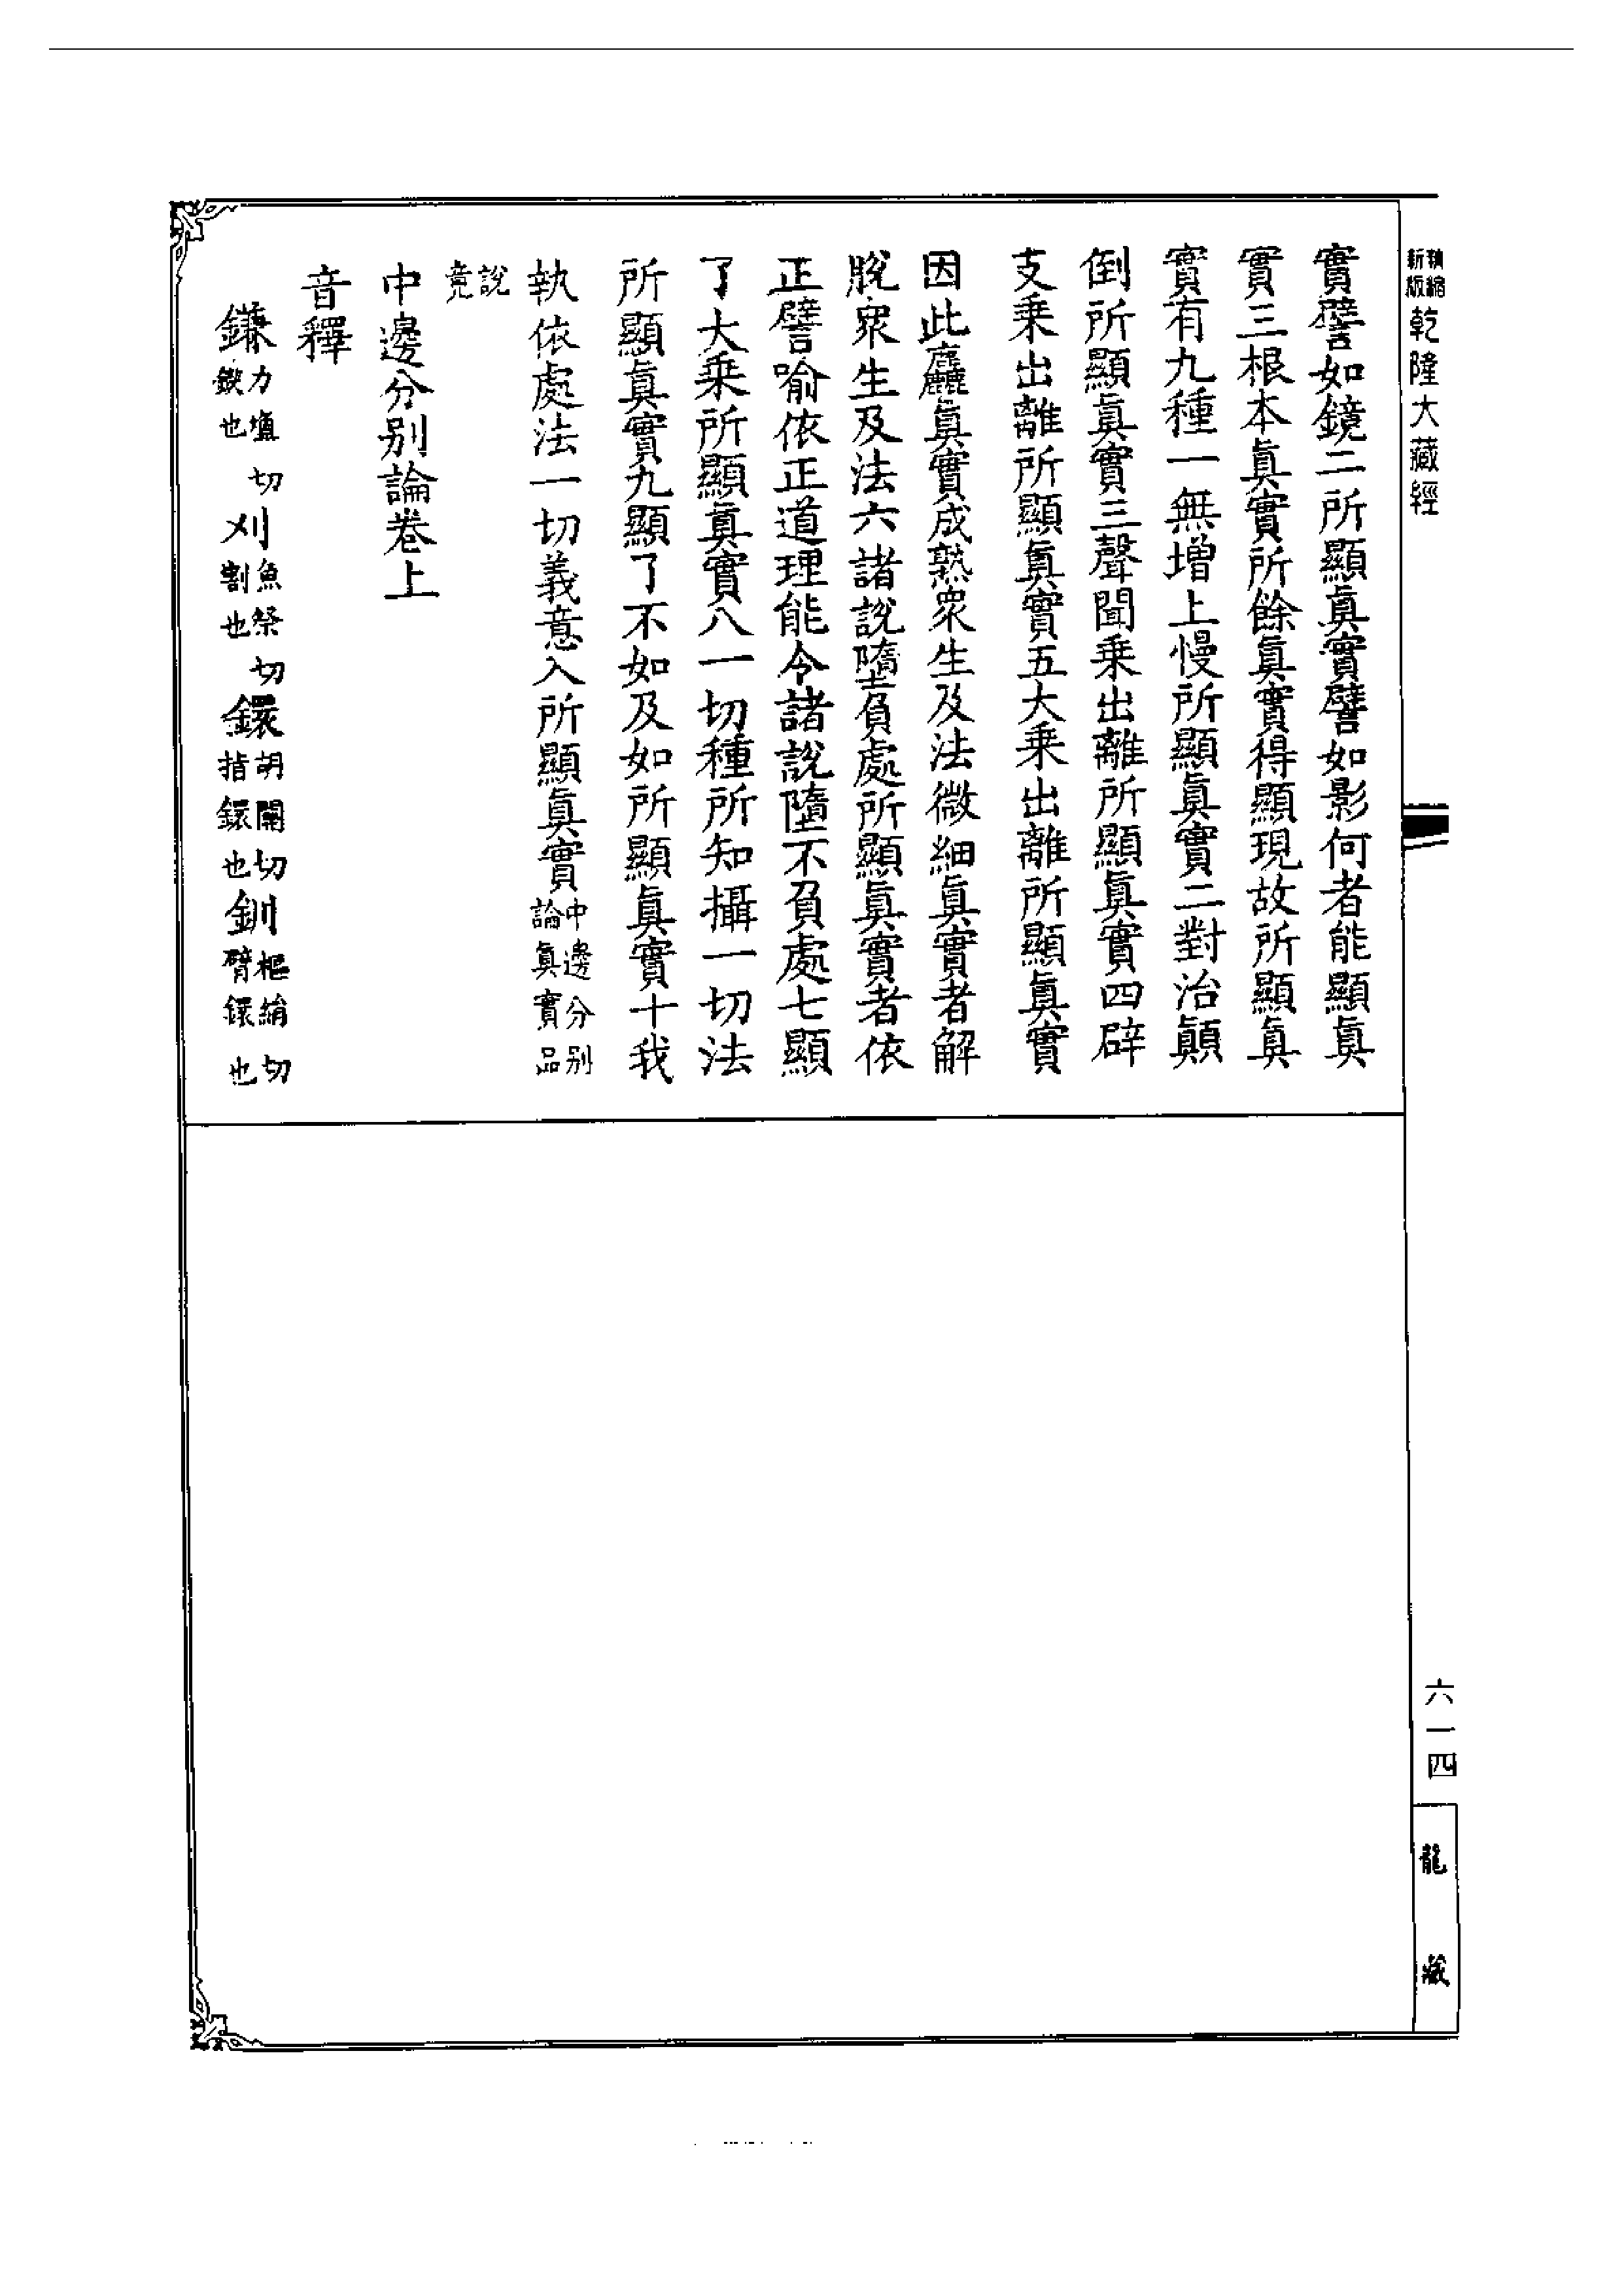 精縮新版乾隆大藏經
實譬如鏡二所顯眞實譬如影何者能顯眞
實三根本眞實所餘眞實得顯現故所顯眞
實有九種一無增上慢所顯眞實二對治顚
倒所顯眞實三聲聞乘出離所顯眞實四辟
支乘出離所顯眞實五大乘出離所顯眞實
因此麤眞實成熟衆生及法微細眞實者解
脫衆生及法六諸說墮負處所顯眞實者依
正譬喻依正道理能令諸說墮不負處七顯
了大乘所顯眞實八一切種所知攝一切法
所顯眞實九顯了不如及如所顯眞實十我
執依處法一切義意入所顯眞實中邊分别論眞實品
說竟
中邊分别論卷上
音釋
鎌力鹽切鍥也刈魚祭切割也鐶胡關切指鐶也釧樞絹切臂鐶也
六一四
龍藏